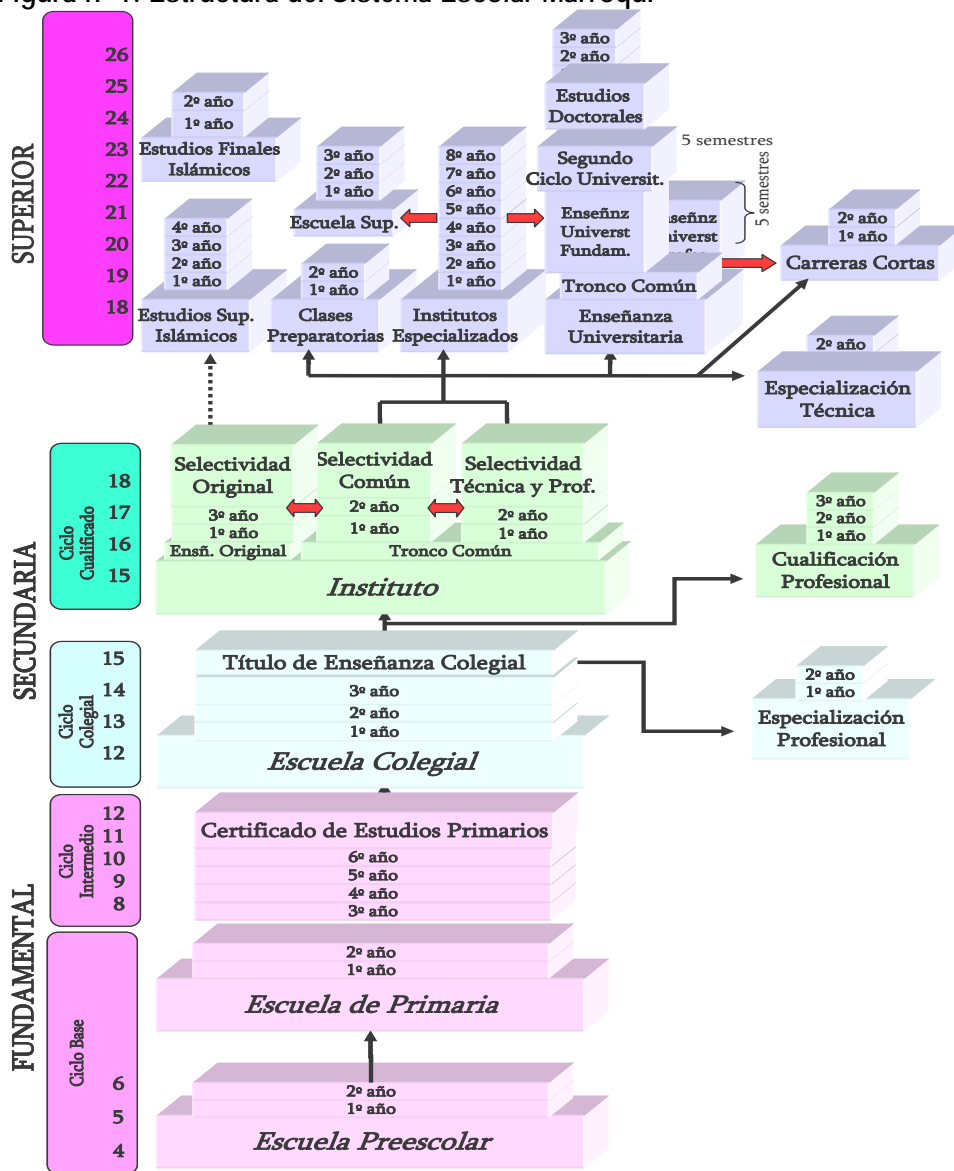 SUPERIOR
26
25
24
23
22
21
20
19
18
3º año
2º año
Estudios
Doctorales
2º año
1º año
Estudios Finales
Islámicos
3º año
2º año
1º año
Escuela Sup.
8º año
7º año
6º año
5º año
4º año
3º año
2º año
1º año
Institutos
Especializados
Segundo
Ciclo Universit.
5 semestres
5 semestres
Enseñnz
Universt
Fundam.
Tronco Común
Enseñanza
Universitaria
2º año
1º año
Carreras Cortas
4º año
3º año
2º año
1º año
Estudios Sup.
Islámicos
2º año
1º año
Clases
Preparatorias
2º año
Especialización
Técnica
SECUNDARIA
Ciclo
Cualificado
18
17
16
15
Selectividad
Original
3º año
1º año
Ensñ. Original
Selectividad
Común
2º año
1º año
Selectividad
Técnica y Prof.
2º año
1º año
Tronco Común
Instituto
3º año
2º año
1º año
Cualificación
Profesional
Ciclo
Colegial
15
14
13
12
Título de Enseñanza Colegial
3º año
2º año
1º año
Escuela Colegial
2º año
1º año
Especialización
Profesional
FUNDAMENTAL
Ciclo
Intermedio
12
11
10
9
8
Certificado de Estudios Primarios
6º año
5º año
4º año
3º año
Ciclo Base
6
5
4
2º año
1º año
Escuela de Primaria
2º año
1º año
Escuela Preescolar